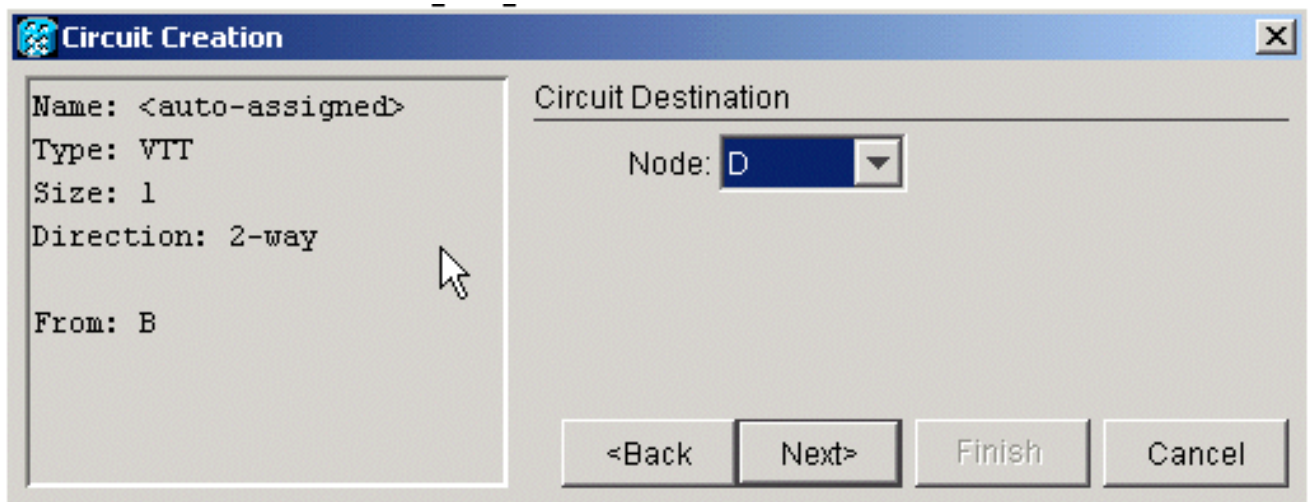 Circuit Creation
Name: <auto-assigned>
Type: VTT
Size: 1
Direction: 2-way
From: B
Circuit Destination
Node: D
<Back
Next>
Finish
Cancel